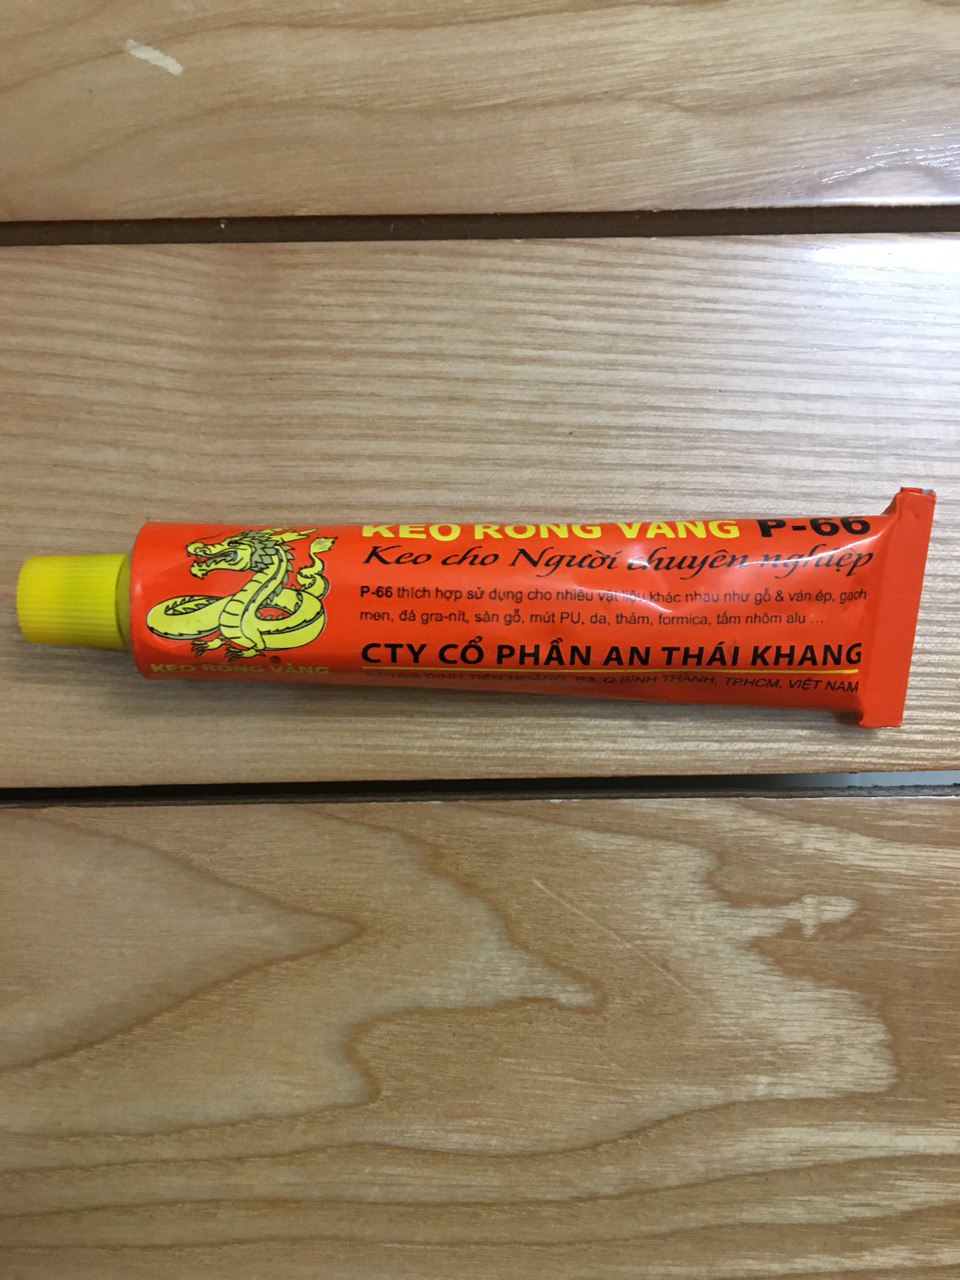 KEO RỒNG VÀNG P-66
Keo cho Người chuyên nghiệp
P-66 thích hợp sử dụng cho nhiều vật liệu khác nhau như gỗ & ván ép, gạch
men, đá gra-nít, sàn gỗ, mút PU, da, thảm, formica, tấm nhôm alu ...
CTY CỔ PHẦN AN THÁI KHANG
ĐINH TIÊN HOÀNG, P3, Q.BÌNH THẠNH, TP.HCM, VIỆT NAM
KEO RỒNG VÀNG